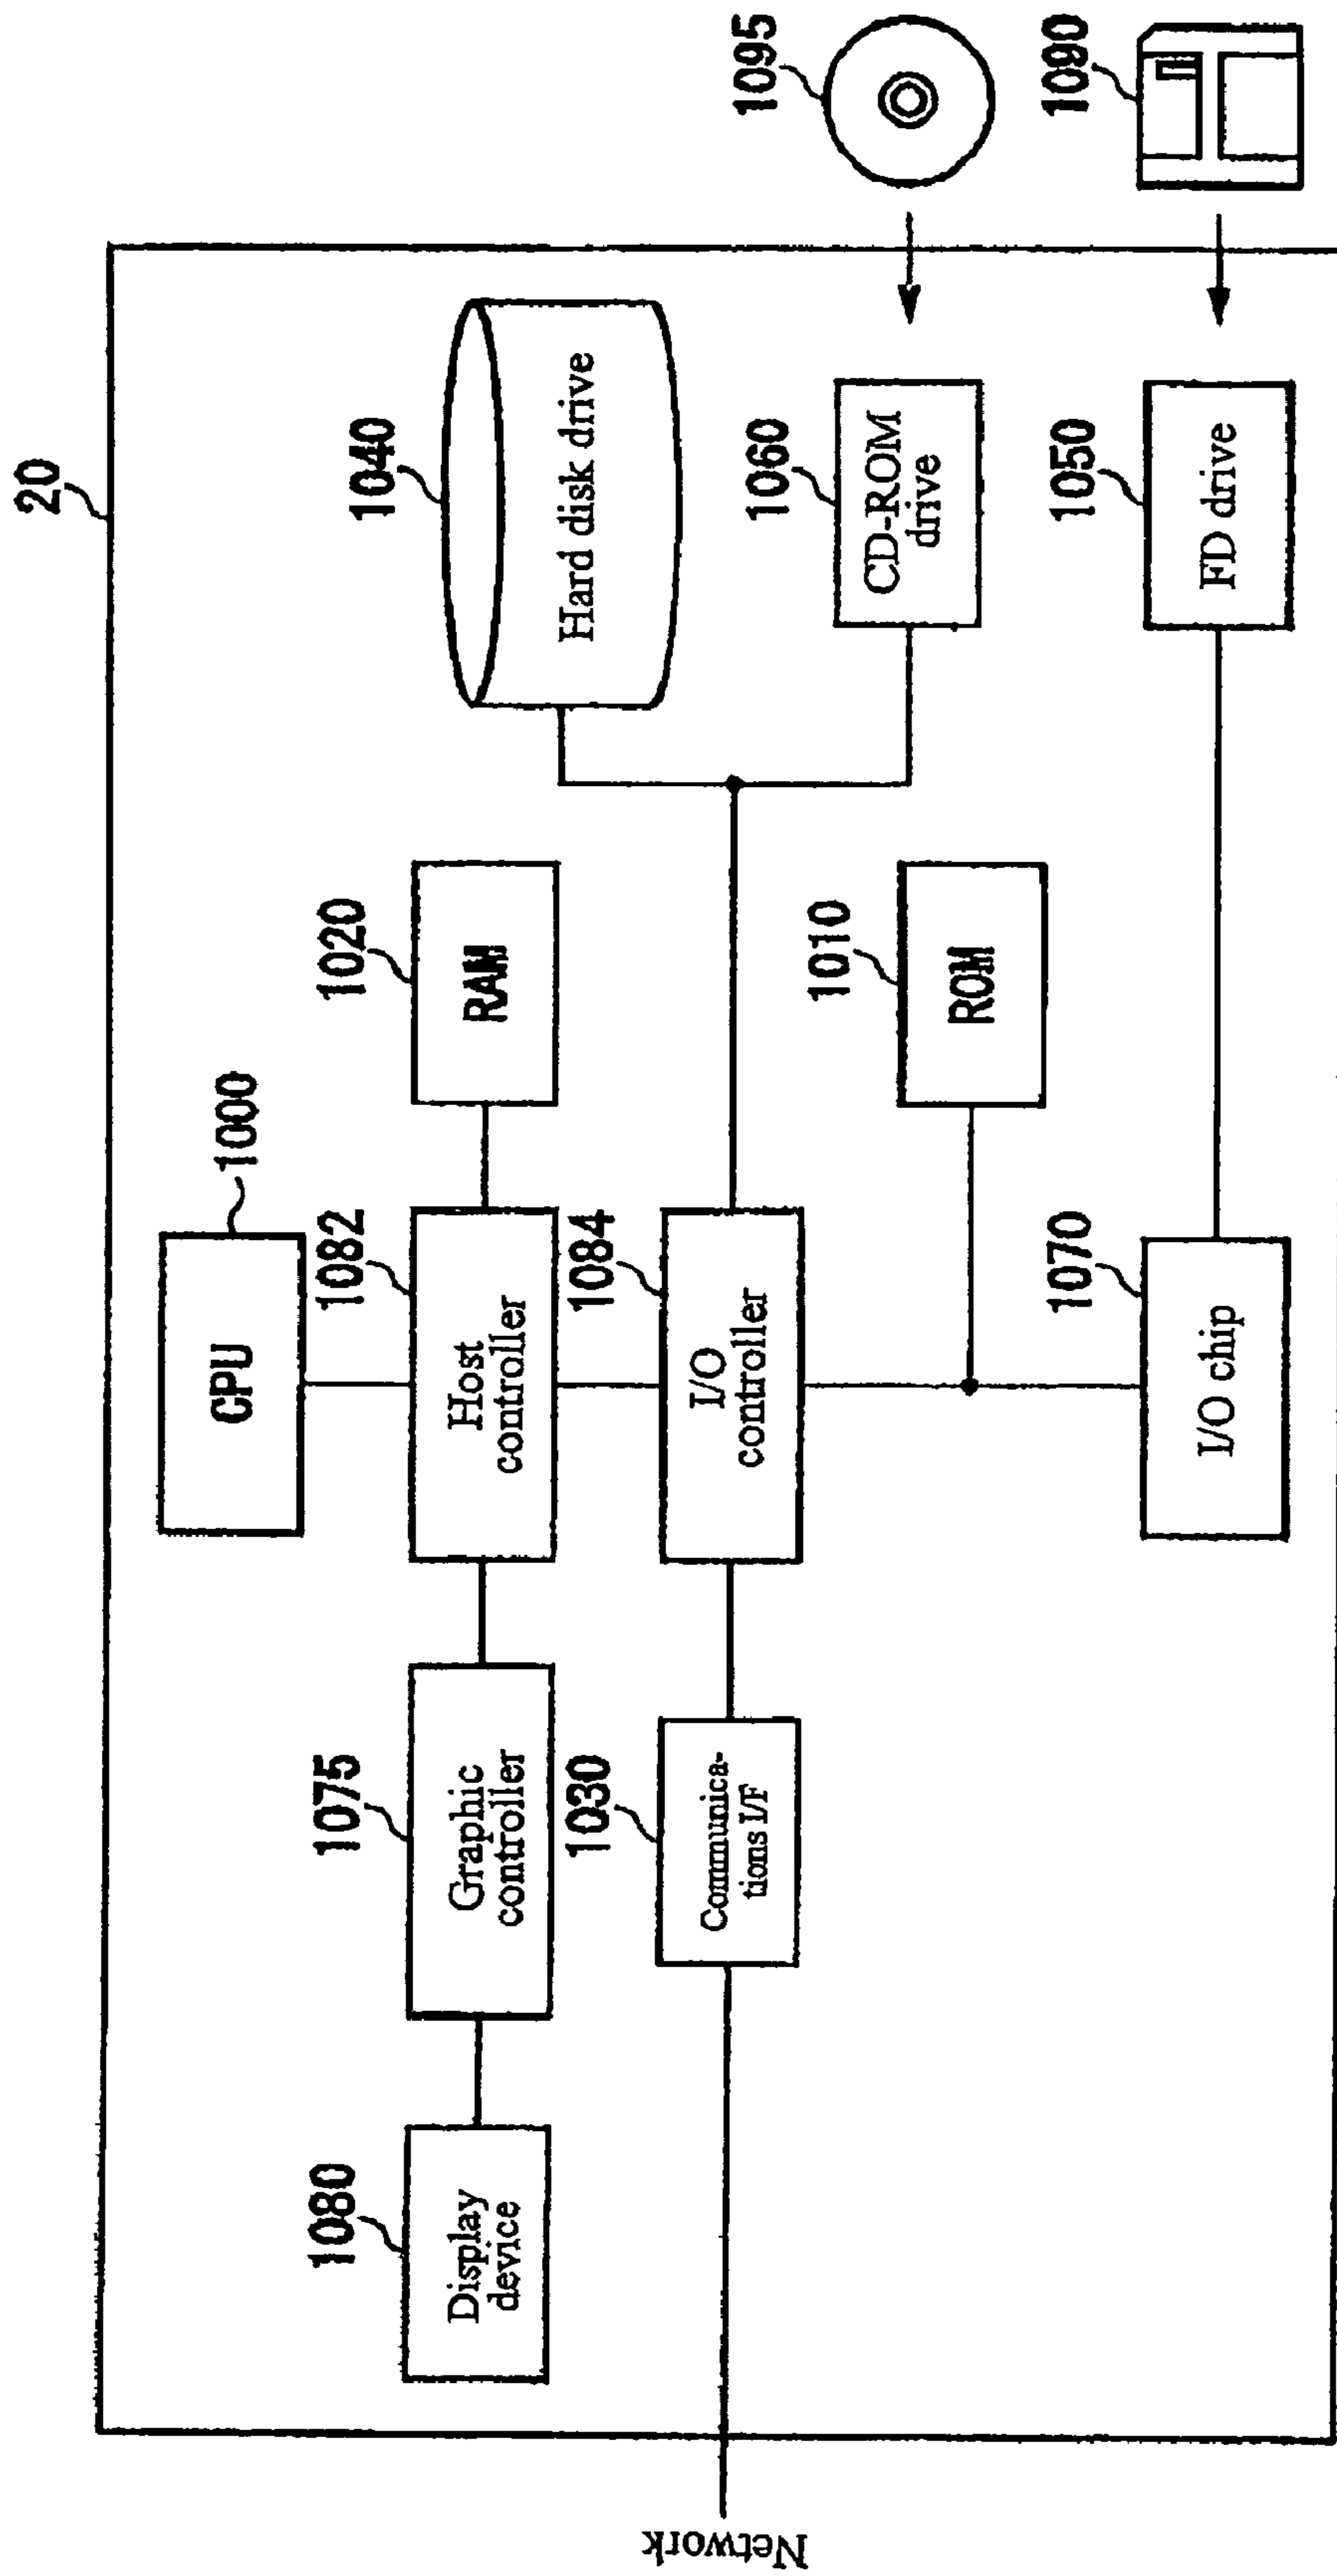 20
CPU
1000
1080
Display
device
1075
Graphic
controller
1082
Host
controller
1020
RAM
1040
Hard disk drive
Network
1030
Communica-
tions I/F
1084
I/O
controller
1060
CD-ROM
drive
1095
1010
ROM
1070
I/O chip
1050
FD drive
1090